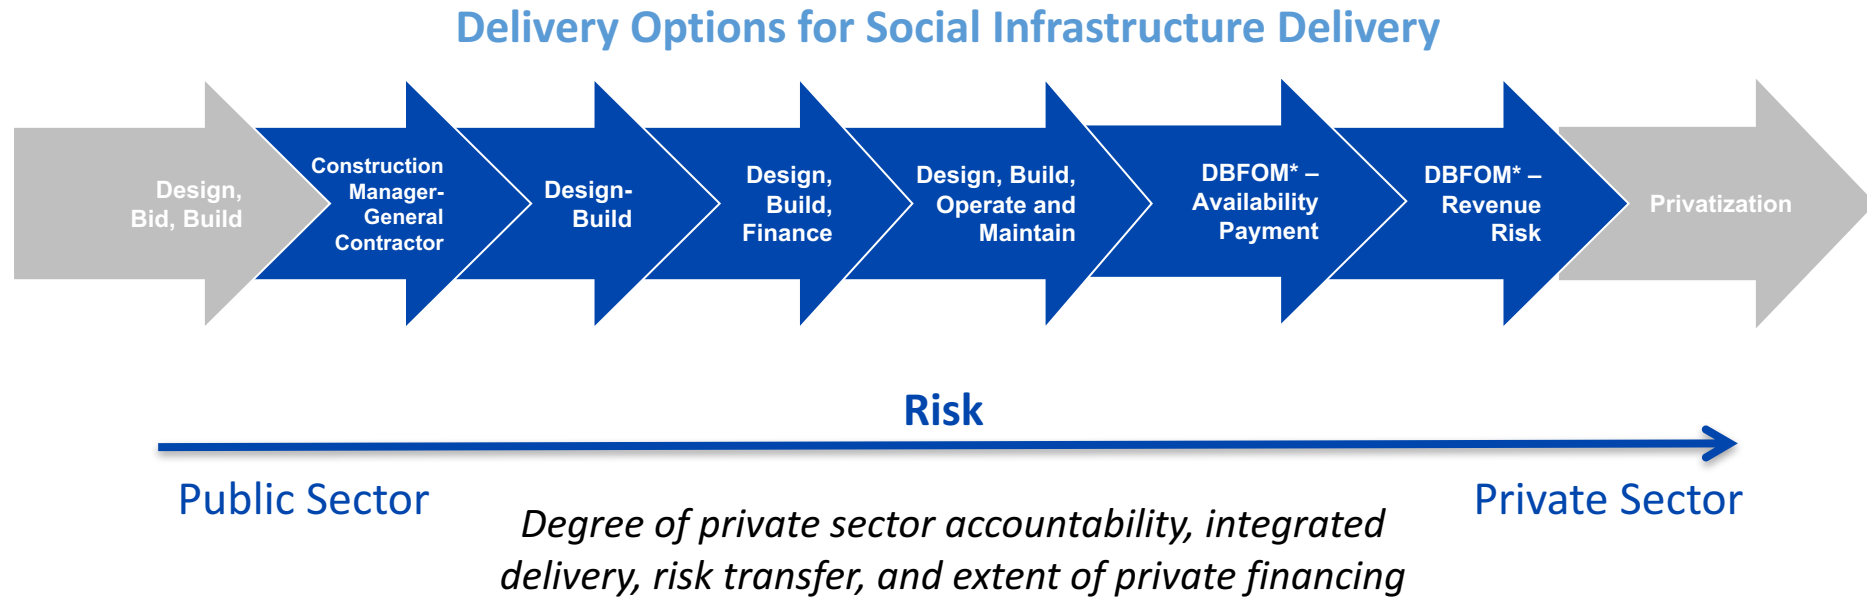 Delivery Options for Social Infrastructure Delivery
Design,
Bid, Build
Construction
Manager-
General
Contractor
Design-
Build
Design,
Build,
Finance
Design, Build,
Operate and
Maintain
DBFOM* –
Availability
Payment
DBFOM* –
Revenue
Risk
Privatization
Risk
Public Sector
Private Sector
Degree of private sector accountability, integrated
delivery, risk transfer, and extent of private financing